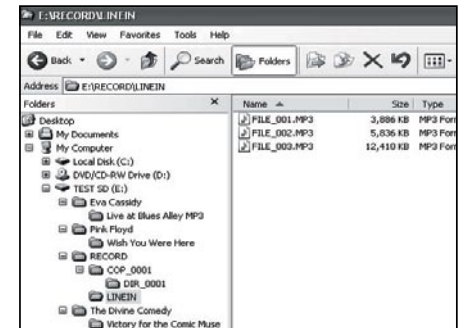 E:\RECORD\LINEIN
File Edit View Favorites Tools Help
Back Search Folders
Address E:\RECORD\LINEIN
Folders
Desktop
My Documents
My Computer
Local Disk (C:)
DVD/CD-RW Drive (D:)
TEST SD (E:)
Eva Cassidy
Live at Blues Alley MP3
Pink Floyd
Wish You Were Here
RECORD
COP_0001
DIR_0001
LINEIN
The Divine Comedy
Victory for the Comic Muse
Name Size Type
FILE_001.MP3 3,886 KB MP3 Forr
FILE_002.MP3 5,836 KB MP3 Forr
FILE_003.MP3 12,410 KB MP3 Forr